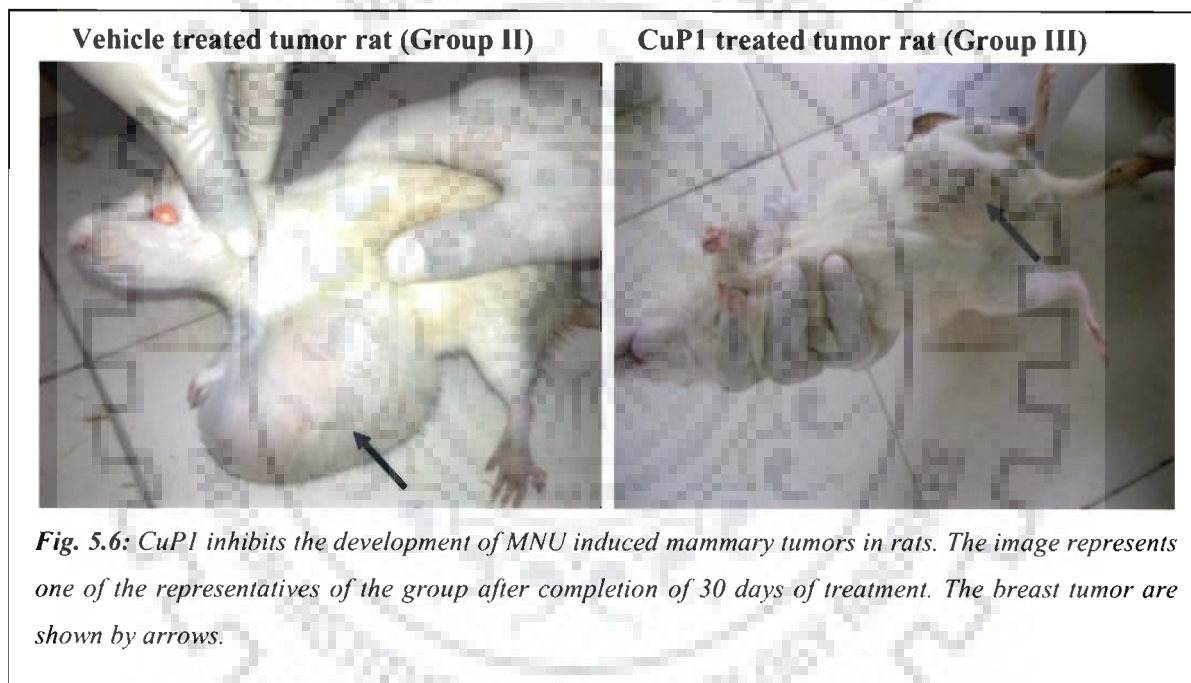 Vehicle treated tumor rat (Group II)
CuP1 treated tumor rat (Group III)
Fig. 5.6: CuP1 inhibits the development of MNU induced mammary tumors in rats. The image represents
one of the representatives of the group after completion of 30 days of treatment. The breast tumor are
shown by arrows.